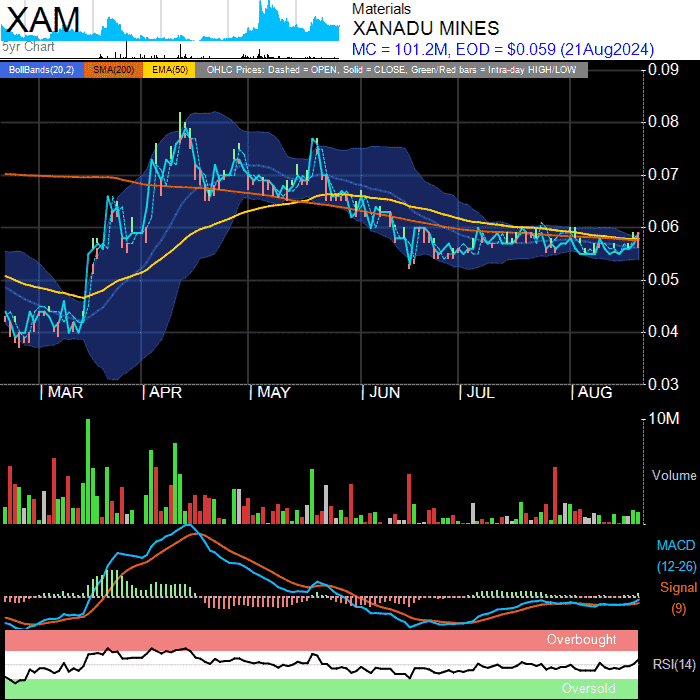 XAM
5yr Chart
Materials
XANADU MINES
MC = 101.2M, EOD = $0.059 (21Aug2024)
BollBands(20,2) SMA(200) EMA(50) OHLC Prices: Dashed = OPEN, Solid = CLOSE, Green/Red bars = Intra-day HIGH/LOW
0.09
0.08
0.07
0.06
0.05
0.04
0.03
MAR APR MAY JUN JUL AUG
10M
Volume
MACD
(12-26)
Signal
(9)
Overbought
RSI(14)
Oversold